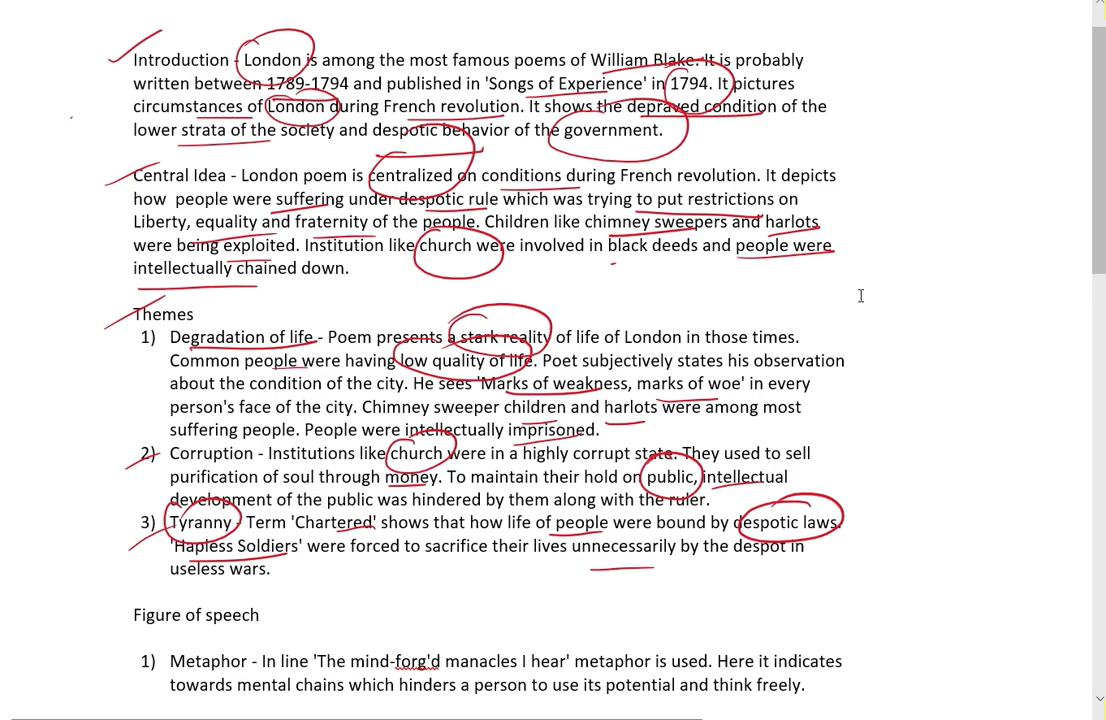 Introduction - London is among the most famous poems of William Blake. It is probably
written between 1789-1794 and published in 'Songs of Experience' in 1794. It pictures
circumstances of London during French revolution. It shows the depraved condition of the
lower strata of the society and despotic behavior of the government.
Central Idea - London poem is centralized on conditions during French revolution. It depicts
how people were suffering under despotic rule which was trying to put restrictions on
Liberty, equality and fraternity of the people. Children like chimney sweepers and harlots
were being exploited. Institution like church were involved in black deeds and people were
intellectually chained down.
Themes
1) Degradation of life - Poem presents a stark reality of life of London in those times.
Common people were having low quality of life. Poet subjectively states his observation
about the condition of the city. He sees 'Marks of weakness, marks of woe' in every
person's face of the city. Chimney sweeper children and harlots were among most
suffering people. People were intellectually imprisoned.
2) Corruption - Institutions like church were in a highly corrupt state. They used to sell
purification of soul through money. To maintain their hold on public, intellectual
development of the public was hindered by them along with the ruler.
3) Tyranny - Term 'Chartered' shows that how life of people were bound by despotic laws.
'Hapless Soldiers' were forced to sacrifice their lives unnecessarily by the despot in
useless wars.
Figure of speech
1) Metaphor - In line 'The mind-forg'd manacles I hear' metaphor is used. Here it indicates
towards mental chains which hinders a person to use its potential and think freely.